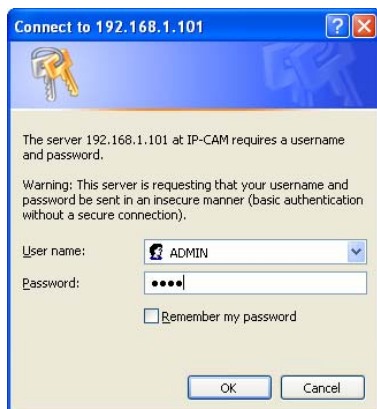 Connect to 192.168.1.101
The server 192.168.1.101 at IP-CAM requires a username
and password.
Warning: This server is requesting that your username and
password be sent in an insecure manner (basic authentication
without a secure connection).
User name: ADMIN
Password: ••••
Remember my password
OK Cancel